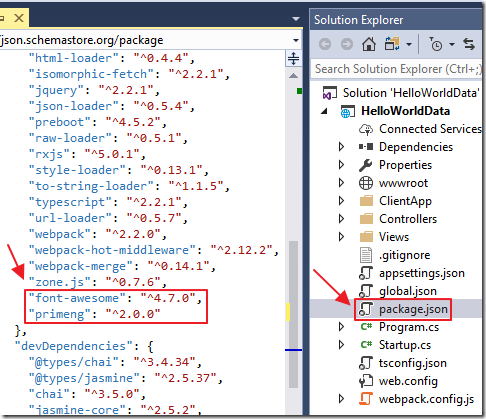 /json.schemastore.org/package
"html-loader": "^0.4.4",
"isomorphic-fetch": "^2.2.1",
"jquery": "^2.2.1",
"json-loader": "^0.5.4",
"preboot": "^4.5.2",
"raw-loader": "^0.5.1",
"rxjs": "^5.0.1",
"style-loader": "^0.13.1",
"to-string-loader": "^1.1.5",
"typescript": "^2.2.1",
"url-loader": "^0.5.7",
"webpack": "^2.2.0",
"webpack-hot-middleware": "^2.12.2",
"webpack-merge": "^0.14.1",
"zone.js": "^0.7.6",
"font-awesome": "^4.7.0",
"primeng": "^2.0.0"
},
"devDependencies": {
"@types/chai": "^3.4.34",
"@types/jasmine": "^2.5.37",
"chai": "^3.5.0",
"jasmine-core": "^2.5.2",
Solution Explorer
Search Solution Explorer (Ctrl+;)
Solution 'HelloWorldData'
HelloWorldData
Connected Services
Dependencies
Properties
wwwroot
ClientApp
Controllers
Views
.gitignore
appsettings.json
global.json
package.json
C# Program.cs
C# Startup.cs
tsconfig.json
web.config
webpack.config.js